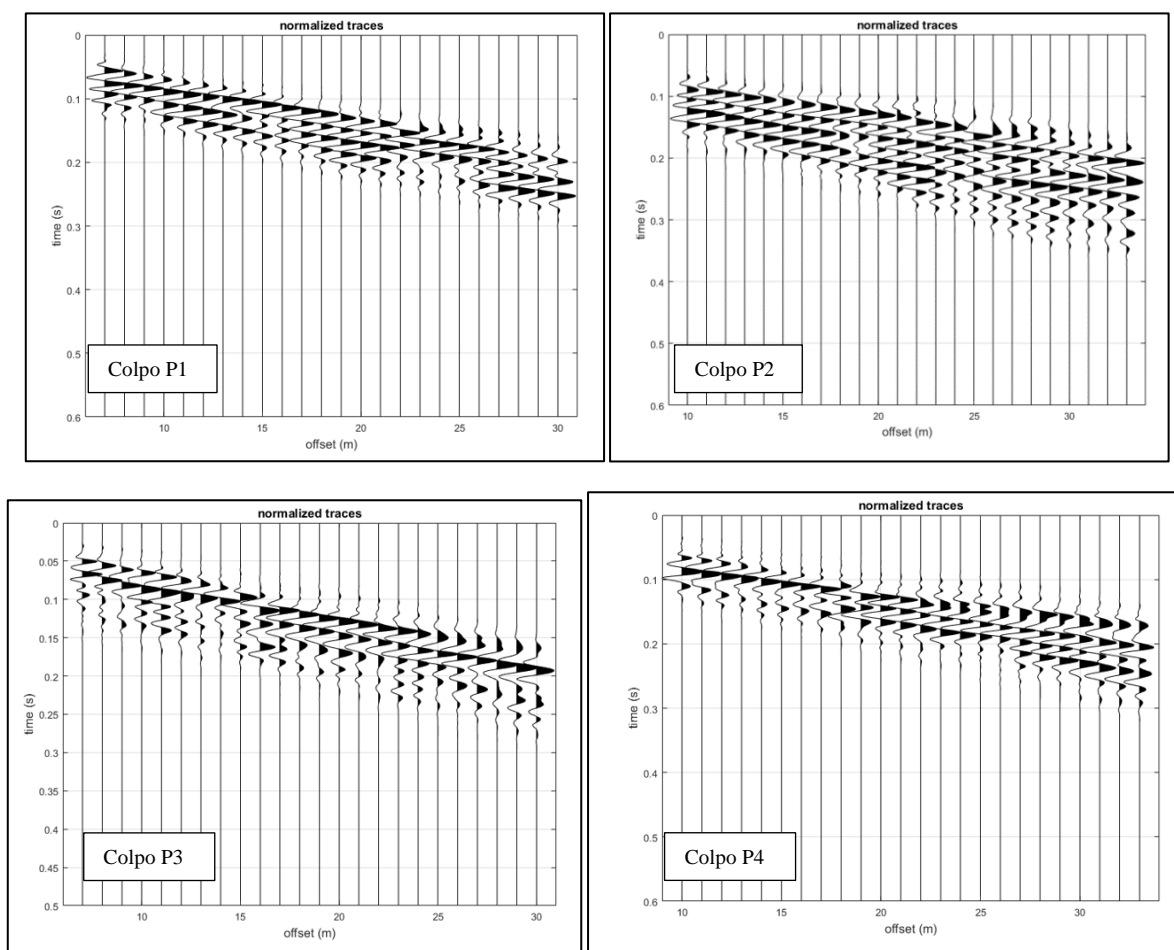 normalized traces
0
0.1
0.2
0.3
0.4
0.5
0.6
time (s)
10 15 20 25 30
offset (m)
Colpo P1
normalized traces
0
0.1
0.2
0.3
0.4
0.5
0.6
time (s)
10 15 20 25 30
offset (m)
Colpo P2
normalized traces
0
0.05
0.1
0.15
0.2
0.25
0.3
0.35
0.4
0.45
0.5
time (s)
10 15 20 25 30
offset (m)
Colpo P3
normalized traces
0
0.1
0.2
0.3
0.4
0.5
0.6
time (s)
10 15 20 25 30
offset (m)
Colpo P4